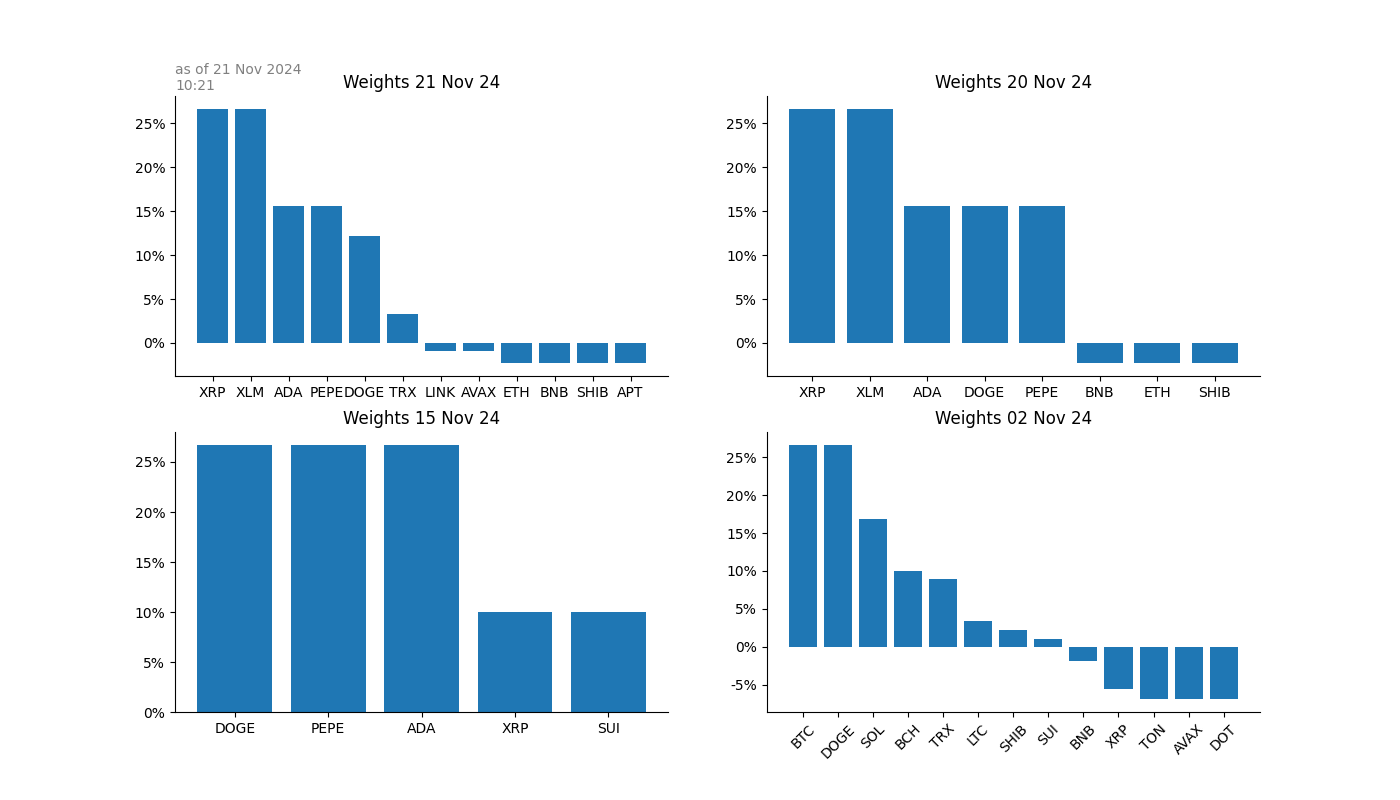 as of 21 Nov 2024
10:21
Weights 21 Nov 24
25%
20%
15%
10%
5%
0%
XRP XLM ADA PEPE DOGE TRX LINK AVAX ETH BNB SHIB APT
Weights 20 Nov 24
25%
20%
15%
10%
5%
0%
XRP XLM ADA DOGE PEPE BNB ETH SHIB
Weights 15 Nov 24
25%
20%
15%
10%
5%
0%
DOGE PEPE ADA XRP SUI
Weights 02 Nov 24
25%
20%
15%
10%
5%
0%
-5%
BTC DOGE SOL BCH TRX LTC SHIB SUI BNB XRP TON AVAX DOT